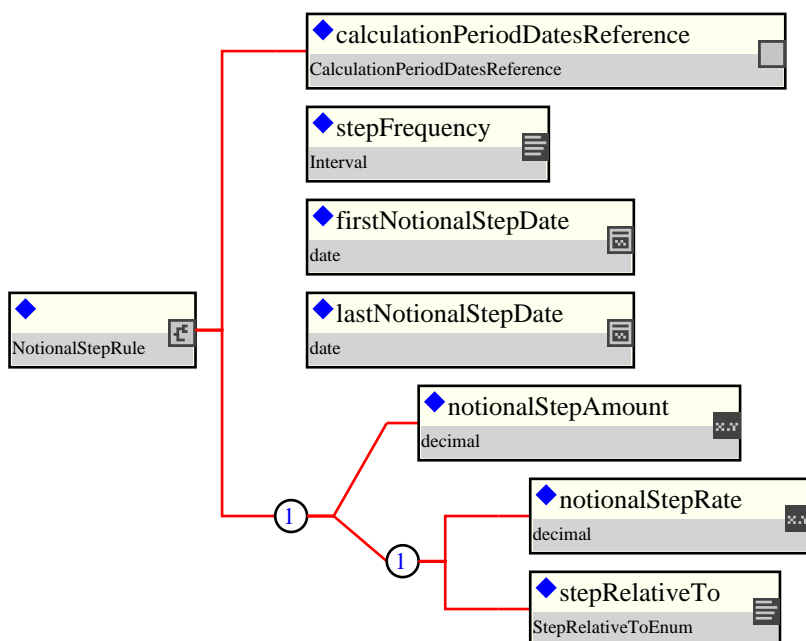 calculationPeriodDatesReference
CalculationPeriodDatesReference
stepFrequency
Interval
firstNotionalStepDate
date
NotionalStepRule
lastNotionalStepDate
date
notionalStepAmount
decimal
x.Y
1
1
notionalStepRate
decimal
x.Y
stepRelativeTo
StepRelativeToEnum